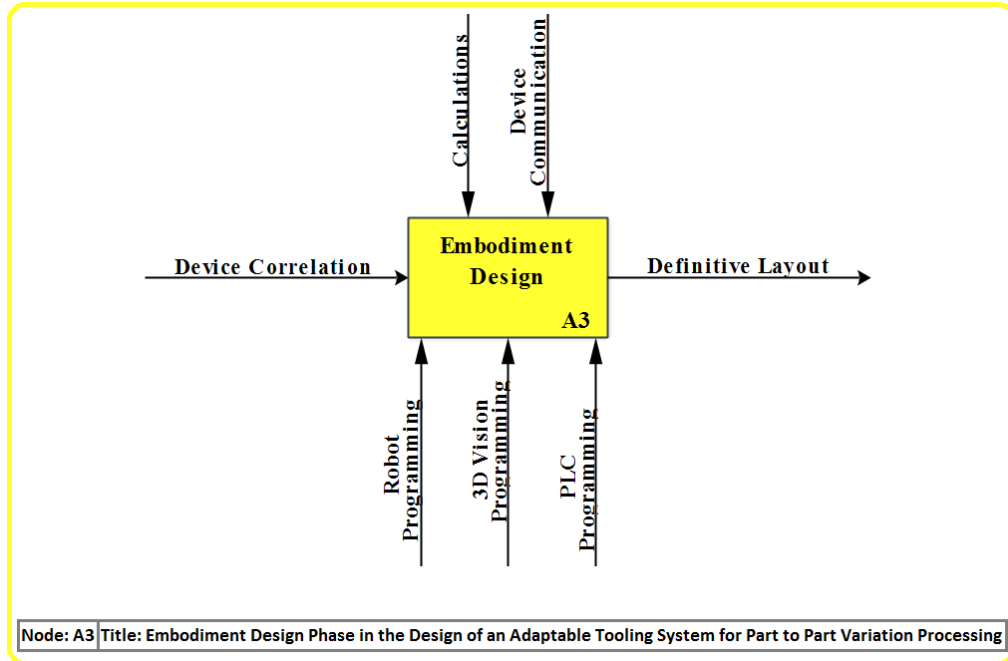 Calculations
Device
Communication
Device Correlation
Embodiment
Design
A3
Definitive Layout
Robot
Programming
3D Vision
Programming
PLC
Programming
Node: A3 Title: Embodiment Design Phase in the Design of an Adaptable Tooling System for Part to Part Variation Processing